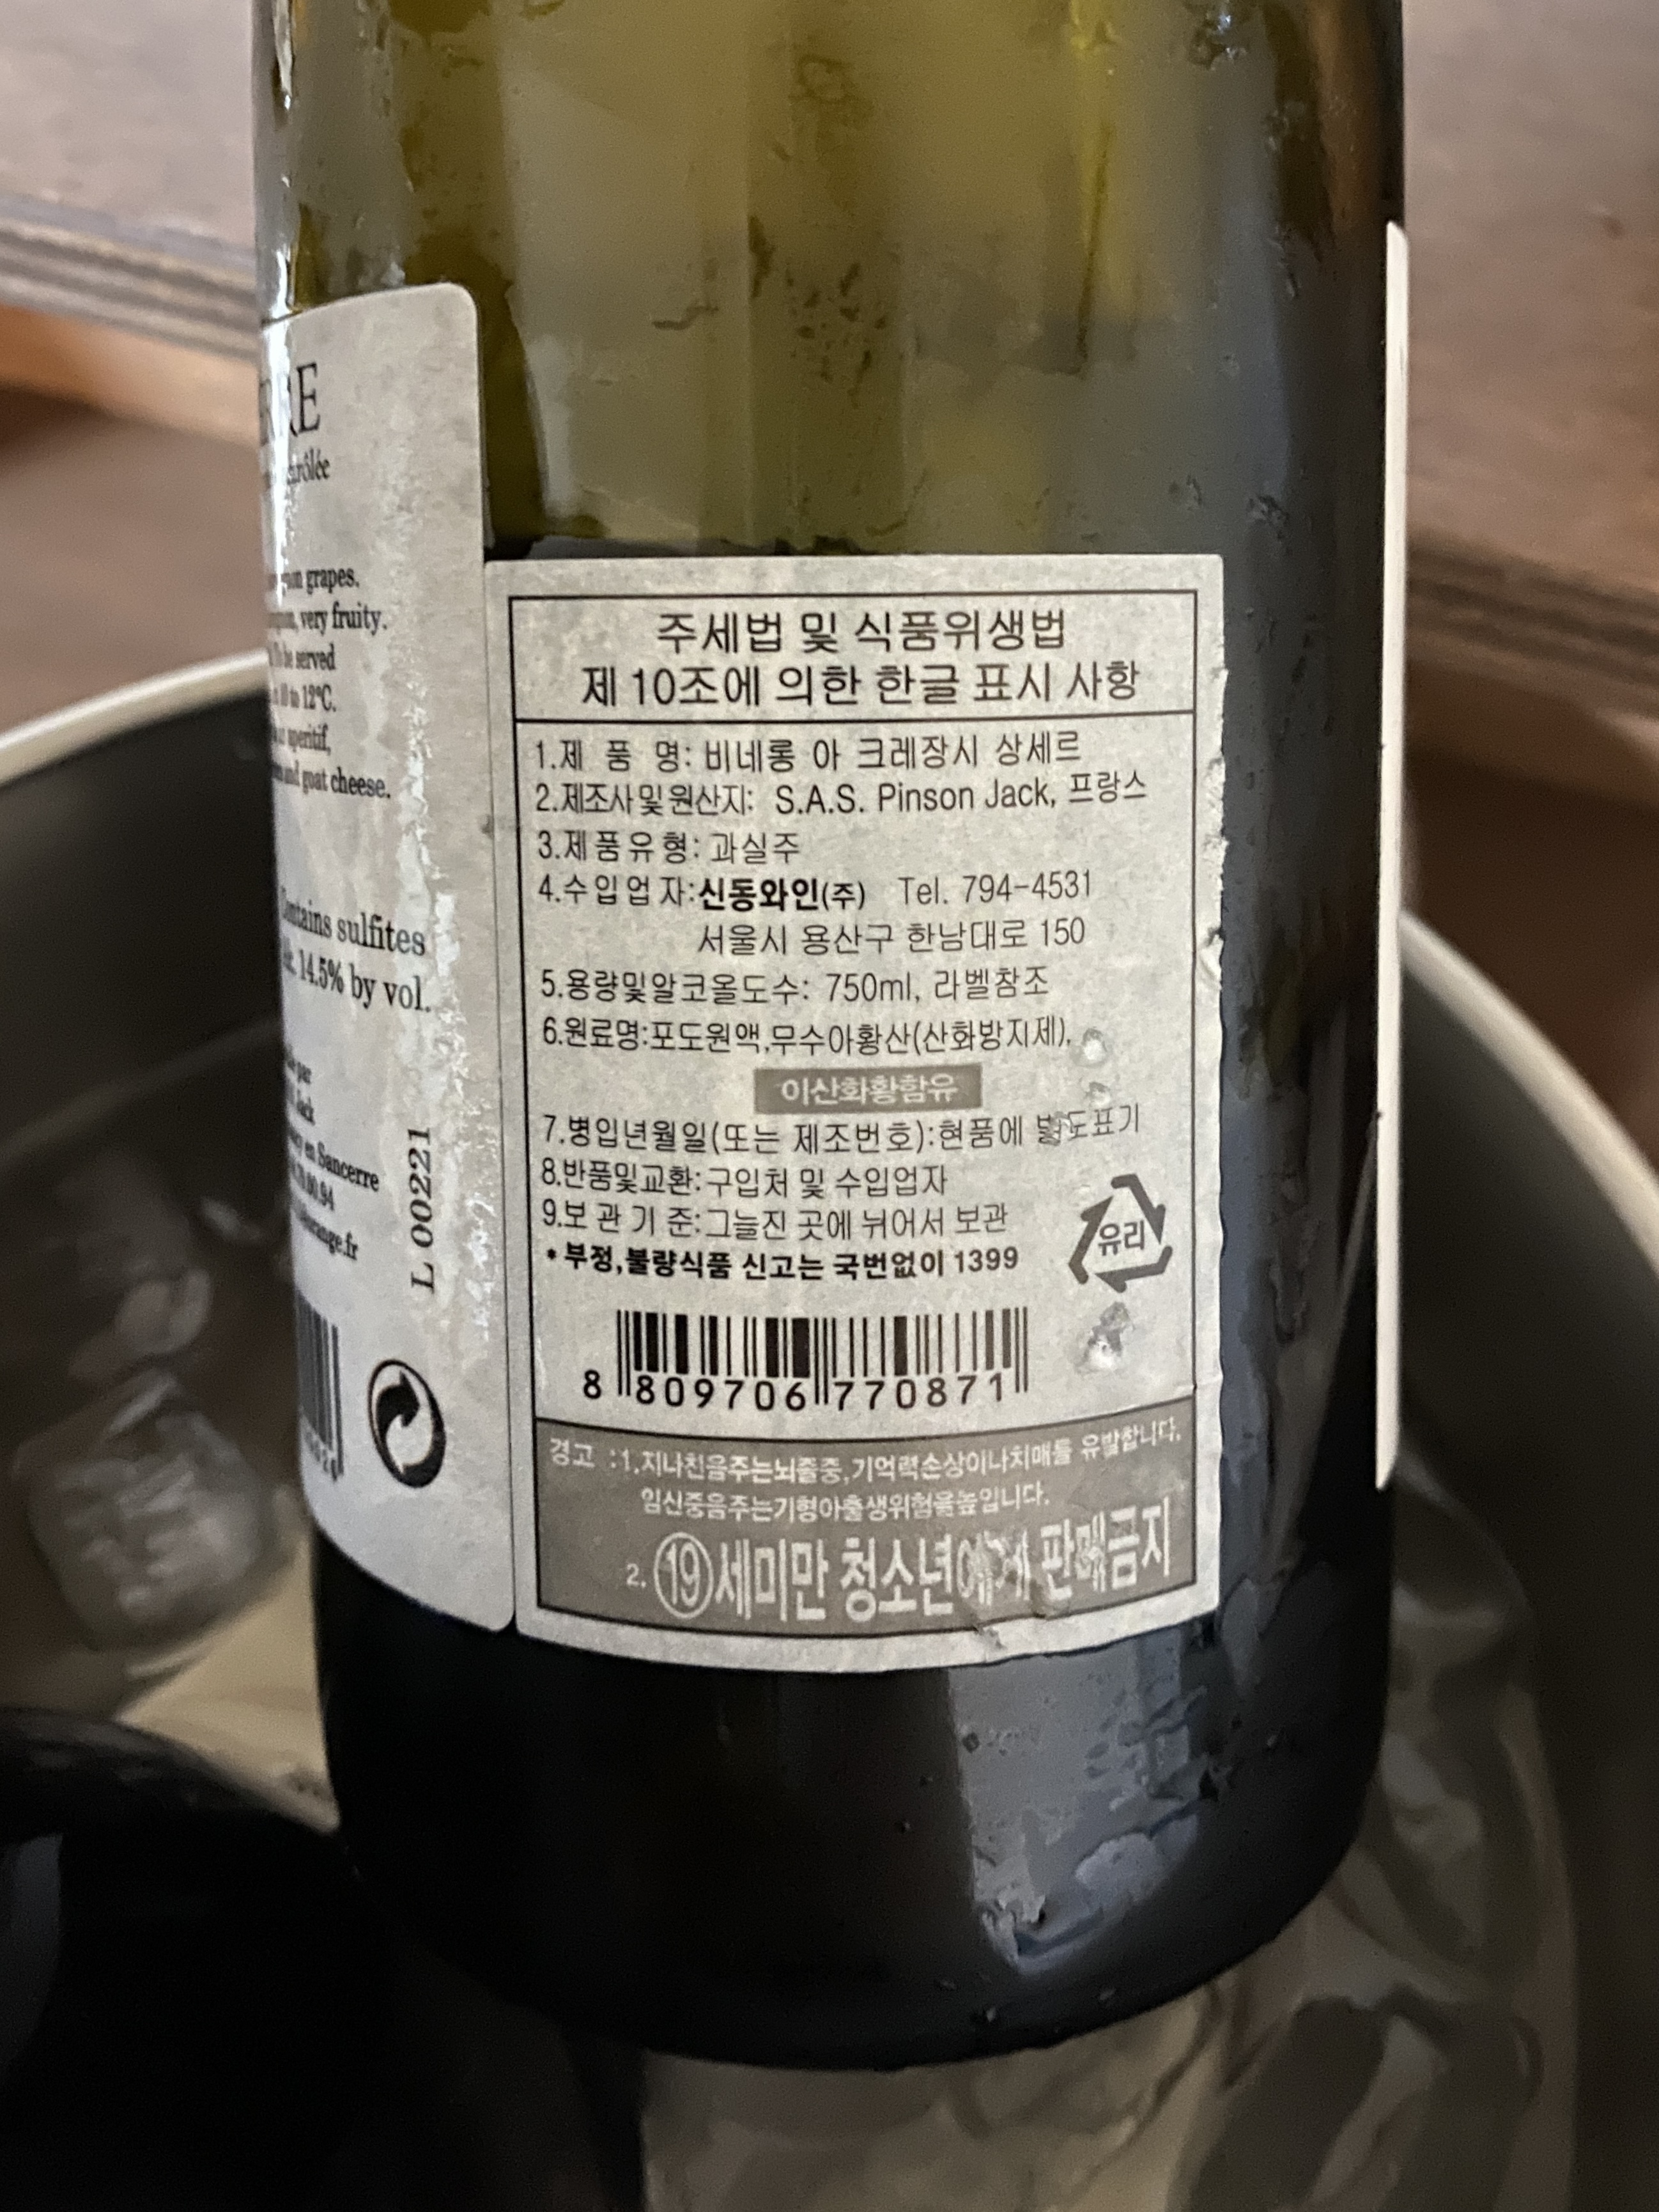 RE
grapes.
very fruity.
be served
to 12°C.
aperitif,
and goat cheese.
Contains sulfites
14.5% by vol.
par
Jack
en Sancerre
orange.fr
L 00221
주세법 및 식품위생법
제 10조에 의한 한글 표시 사항
1.제 품 명: 비네롱 아 크레장시 상세르
2.제조사및원산지: S.A.S. Pinson Jack, 프랑스
3.제품유형: 과실주
4.수입업자:신동와인(주) Tel. 794-4531
서울시 용산구 한남대로 150
5.용량및알코올도수: 750ml, 라벨참조
6.원료명:포도원액,무수아황산(산화방지제),
이산화황함유
7.병입년월일(또는 제조번호):현품에 별도표기
8.반품및교환:구입처 및 수입업자
9.보관기준:그늘진 곳에 뉘어서 보관
* 부정,불량식품 신고는 국번없이 1399
유리
8 809706 770871
경고 :1.지나친음주는뇌졸중,기억력손상이나치매를 유발합니다.
임신중음주는기형아출생위험을높입니다.
2. 19세미만 청소년에게 판매금지